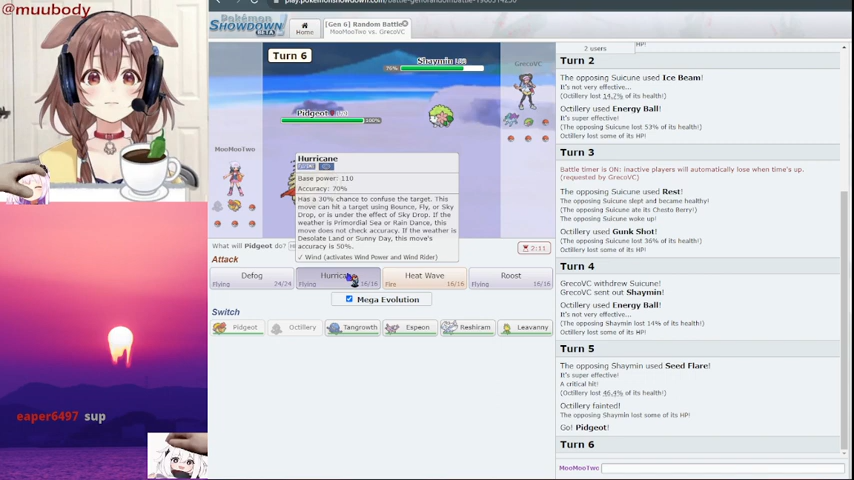 @muubody
play.pokemonshowdown.com
Pokémon
SHOWDOWN
BETA
Home
[Gen 6] Random Battle
MooMooTwo vs. GrecoVC
Turn 6
Shaymin
76%
GrecoVC
Pidgeot
100%
MooMooTwo
Hurricane
Base power: 110
Accuracy: 70%
Has a 30% chance to confuse the target. This
move can hit a target using Bounce, Fly, or Sky
Drop, or is under the effect of Sky Drop. If the
weather is Primordial Sea or Rain Dance, this
move does not check accuracy. If the weather is
Desolate Land or Sunny Day, this move's
accuracy is 50%.
✓ Wind (activates Wind Power and Wind Rider)
What will Pidgeot do?
2:11
Attack
Defog
Flying 24/24
Hurricane
Flying 16/16
Heat Wave
Fire 16/16
Roost
Flying 16/16
Mega Evolution
Switch
Pidgeot
Octillery
Tangrowth
Espeon
Reshiram
Leavanny
2 users
HP!
Turn 2
The opposing Suicune used Ice Beam!
It's not very effective...
(Octillery lost 14.7% of its health!)
Octillery used Energy Ball!
It's super effective!
(The opposing Suicune lost 53% of its health!)
Octillery lost some of its HP!
Turn 3
Battle timer is ON: inactive players will automatically lose when time's up.
(requested by GrecoVC)
The opposing Suicune used Rest!
(The opposing Suicune slept and became healthy!)
(The opposing Suicune ate its Chesto Berry!)
The opposing Suicune woke up!
Octillery used Gunk Shot!
(The opposing Suicune lost 36% of its health!)
Octillery lost some of its HP!
Turn 4
GrecoVC withdrew Suicune!
GrecoVC sent out Shaymin!
Octillery used Energy Ball!
It's not very effective...
(The opposing Shaymin lost 14% of its health!)
Octillery lost some of its HP!
Turn 5
The opposing Shaymin used Seed Flare!
It's super effective!
A critical hit!
(Octillery lost 46.4% of its health!)
Octillery fainted!
The opposing Shaymin lost some of its HP!
Go! Pidgeot!
Turn 6
MooMooTwo
eaper6497 sup